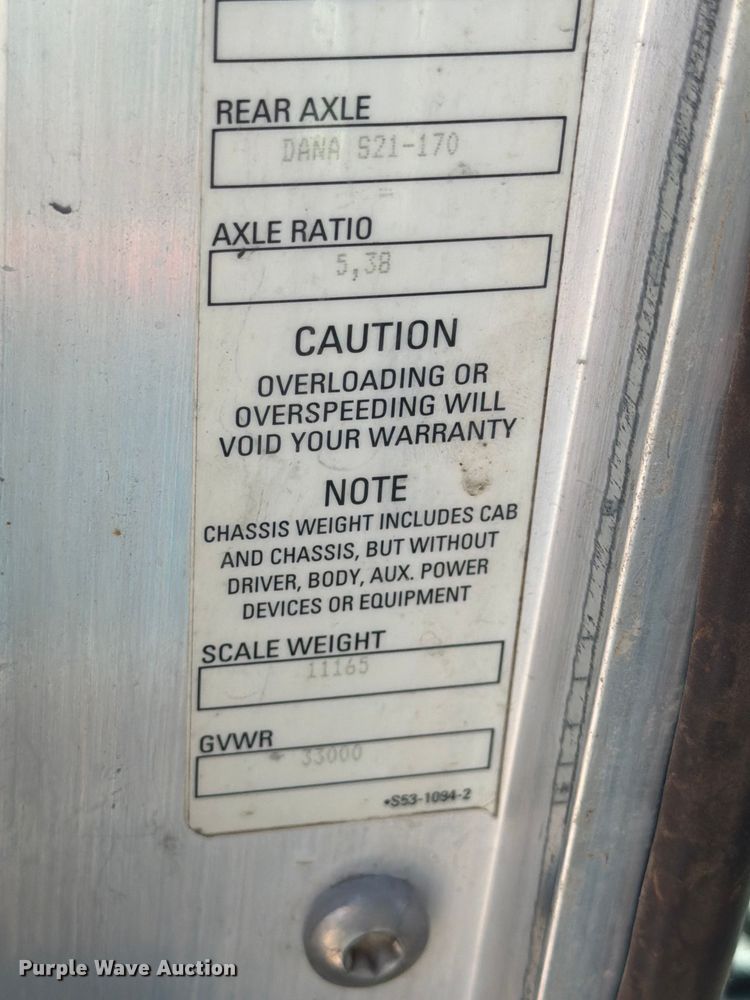 REAR AXLE
DANA S21-170
AXLE RATIO
5,38
CAUTION
OVERLOADING OR
OVERSPEEDING WILL
VOID YOUR WARRANTY
NOTE
CHASSIS WEIGHT INCLUDES CAB
AND CHASSIS, BUT WITHOUT
DRIVER, BODY, AUX. POWER
DEVICES OR EQUIPMENT
SCALE WEIGHT
11165
GVWR
33000
•S53-1094-2
Purple Wave Auction